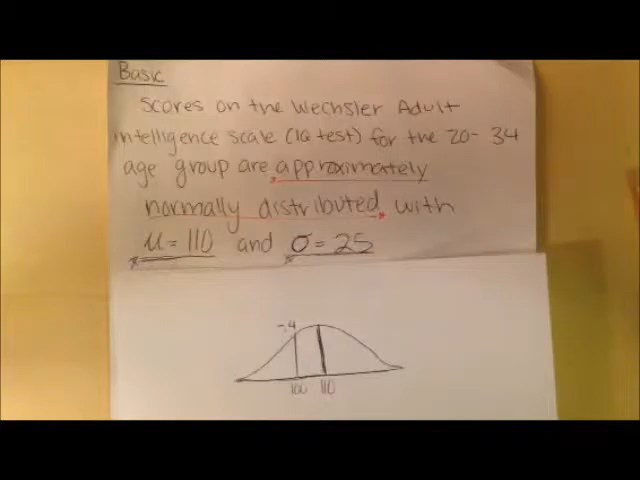 Basic
Scores on the Wechsler Adult
intelligence scale (IQ test) for the 20-34
age group are approximately
normally distributed with
μ = 110 and σ = 25
-.4
100 110